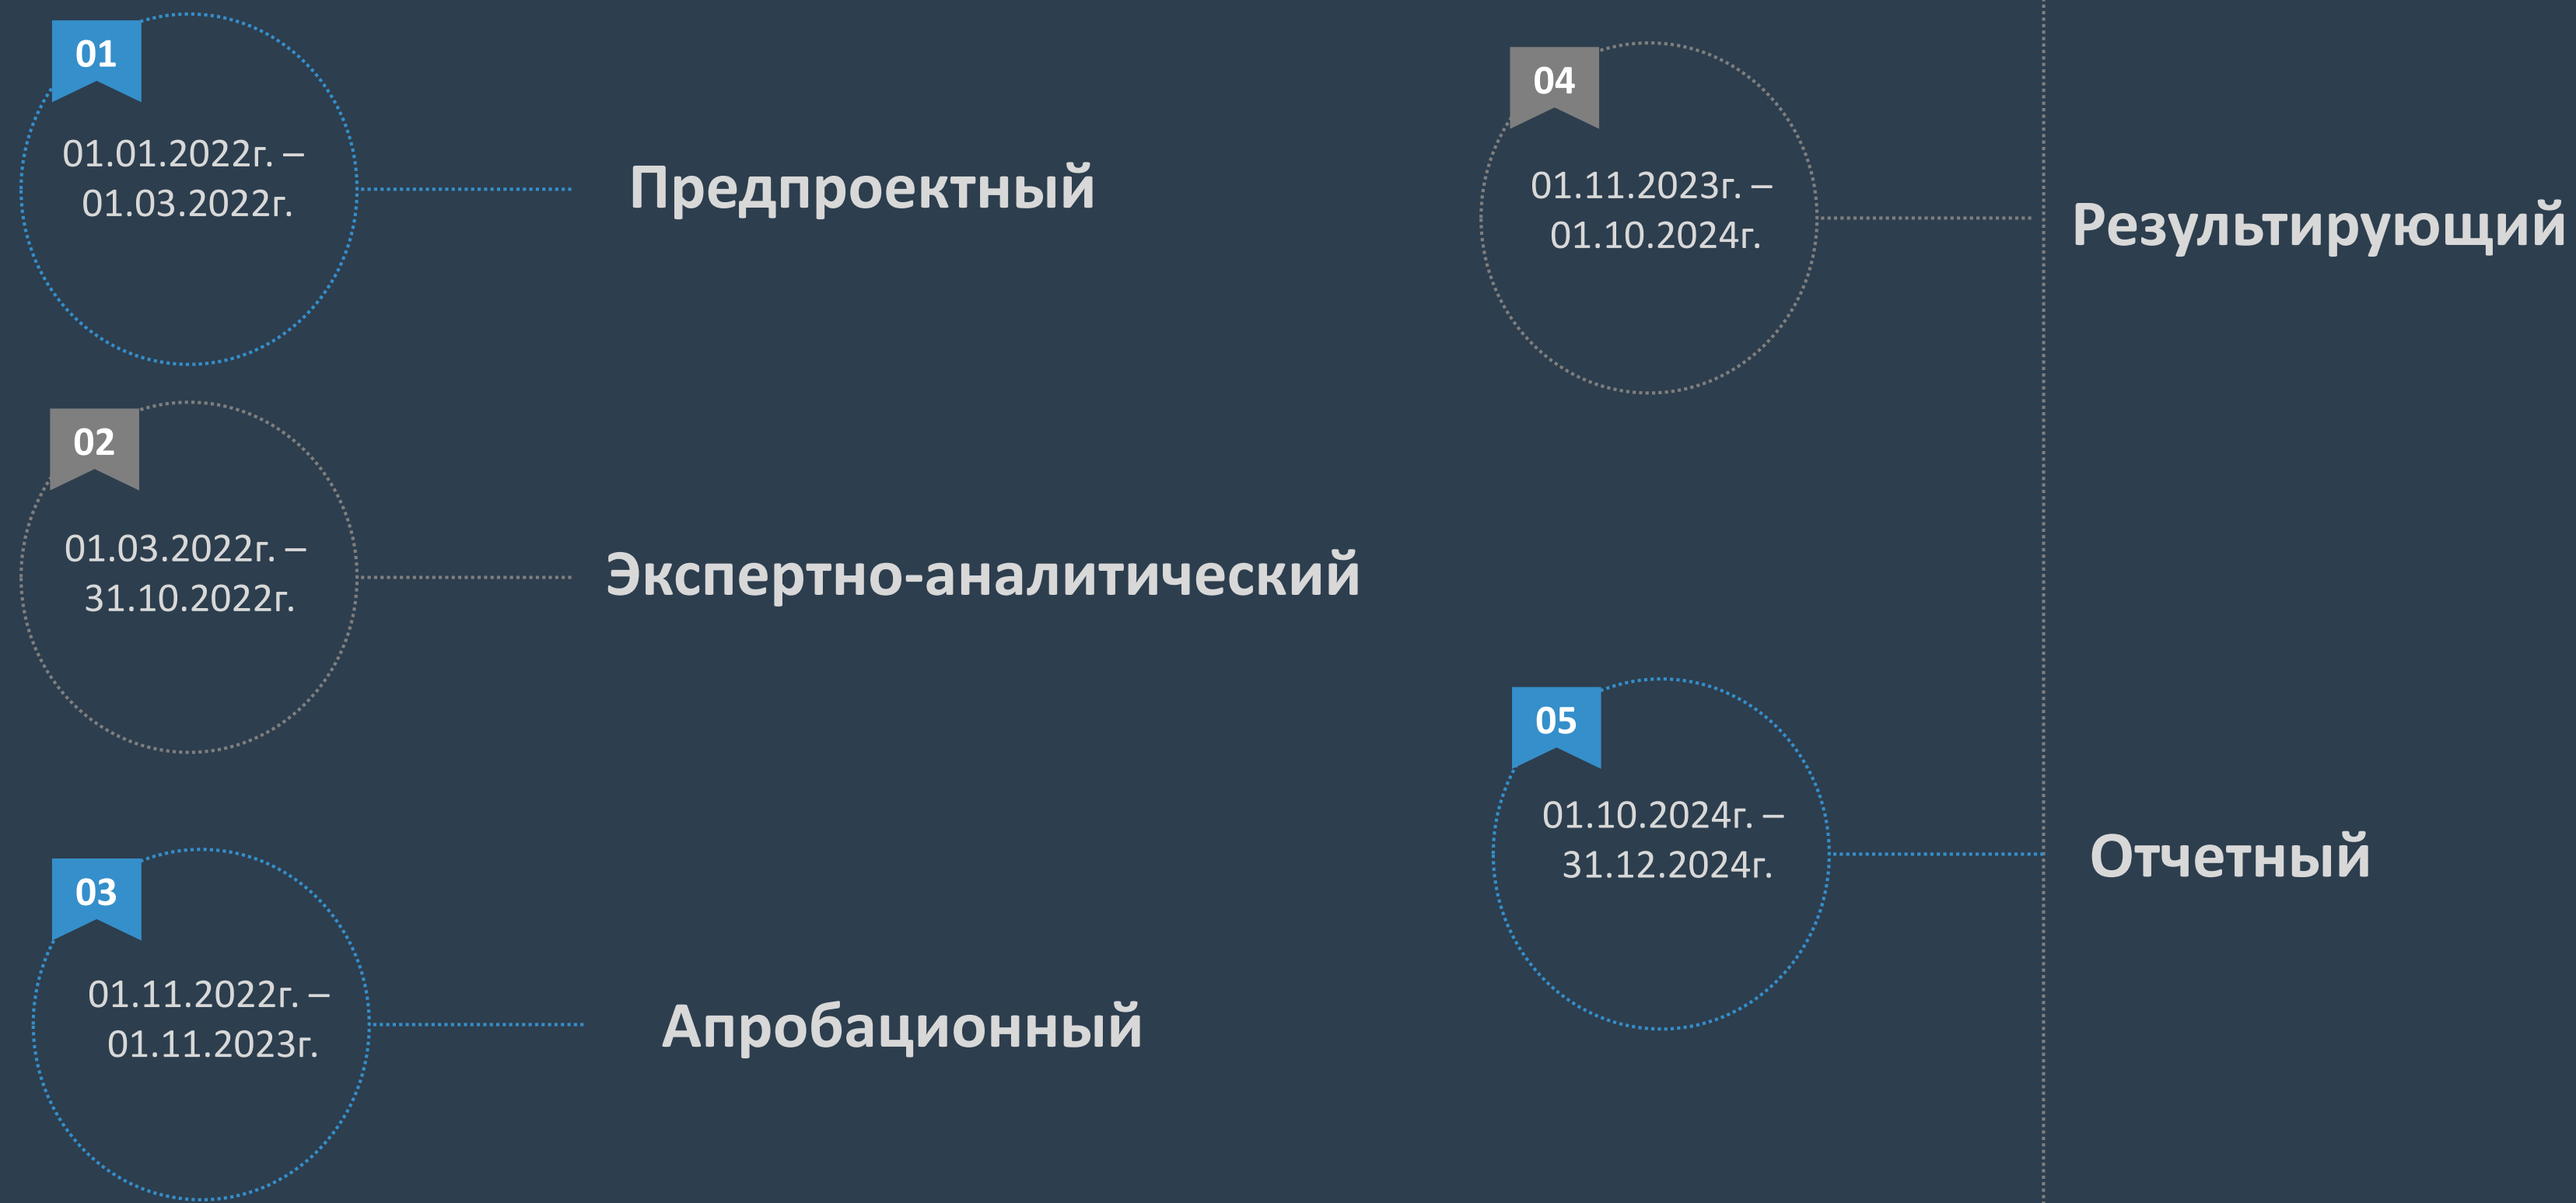 01
01.01.2022г. –
01.03.2022г.
Предпроектный
02
01.03.2022г. –
31.10.2022г.
Экспертно-аналитический
03
01.11.2022г. –
01.11.2023г.
Апробационный
04
01.11.2023г. –
01.10.2024г.
Результирующий
05
01.10.2024г. –
31.12.2024г.
Отчетный